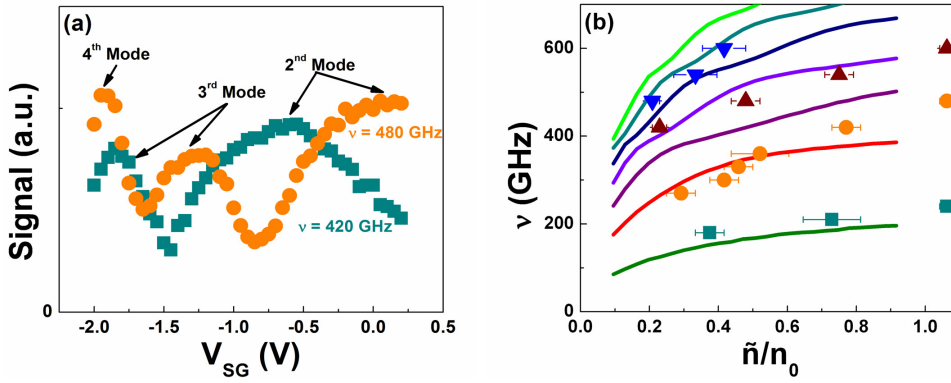 (a)
4th Mode
3rd Mode
2nd Mode
ν = 480 GHz
ν = 420 GHz
Signal (a.u.)
0
-2.0 -1.5 -1.0 -0.5 0.0 0.5
V_SG (V)
(b)
600
400
200
0
ν (GHz)
0.0 0.2 0.4 0.6 0.8 1.0
ñ/n₀